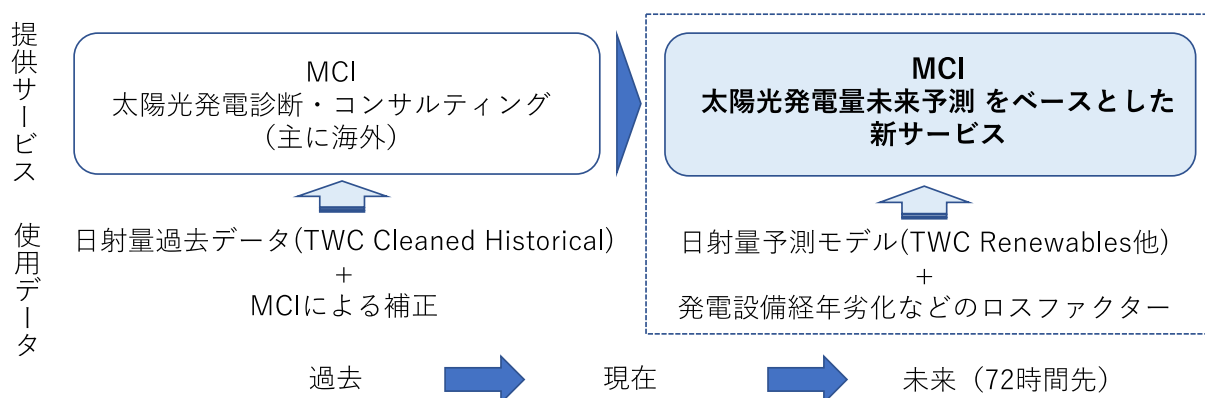 提供サービス
MCI
太陽光発電診断・コンサルティング
(主に海外)
MCI
太陽光発電量未来予測 をベースとした
新サービス
使用データ
日射量過去データ(TWC Cleaned Historical)
+
MCIによる補正
日射量予測モデル(TWC Renewables他)
+
発電設備経年劣化などのロスファクター
過去
現在
未来（72時間先）